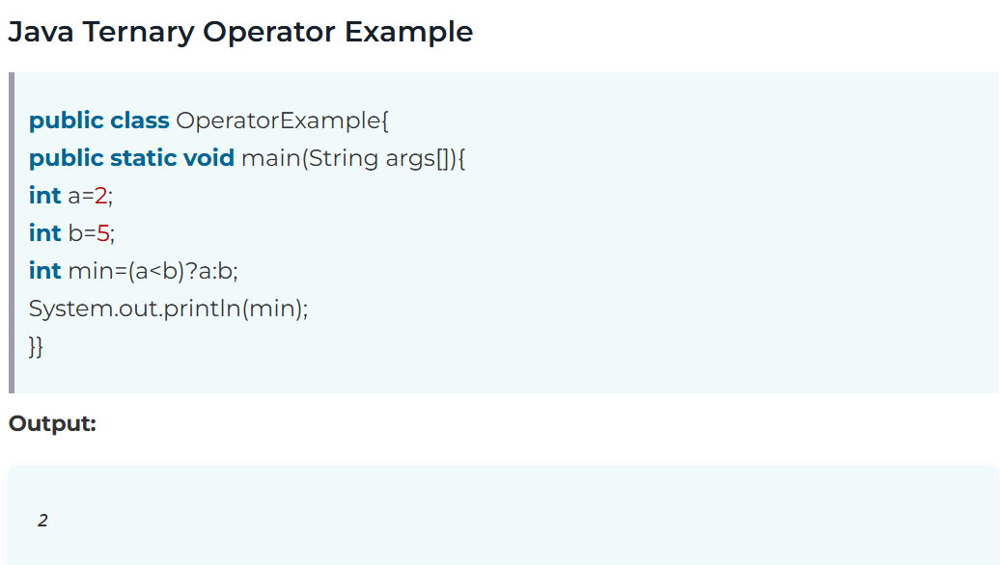 Java Ternary Operator Example
public class OperatorExample{
public static void main(String args[]){
int a=2;
int b=5;
int min=(a<b)?a:b;
System.out.println(min);
}}
Output:
2